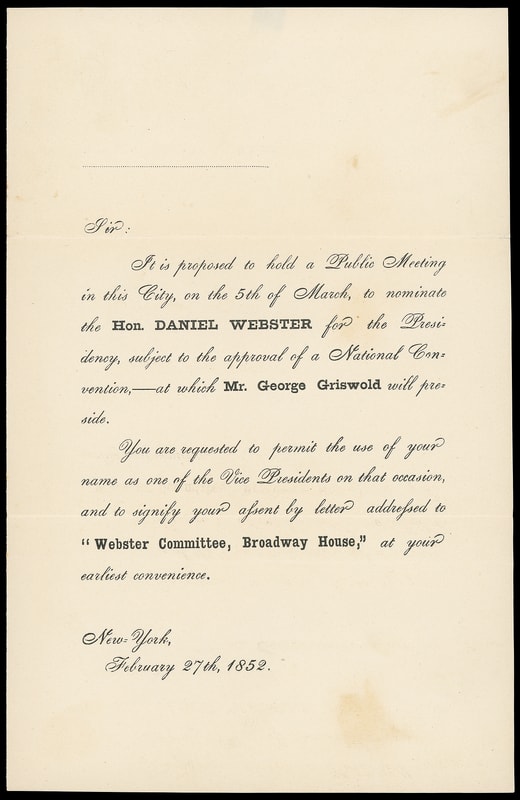 Sir:
It is proposed to hold a Public Meeting
in this City, on the 5th of March, to nominate
the Hon. DANIEL WEBSTER for the Presi=
dency, subject to the approval of a National Con=
vention,—at which Mr. George Griswold will pre=
side.
You are requested to permit the use of your
name as one of the Vice Presidents on that occasion,
and to signify your aſsent by letter addreſsed to
"Webster Committee, Broadway House," at your
earliest convenience.
New=York,
February 27th, 1852.